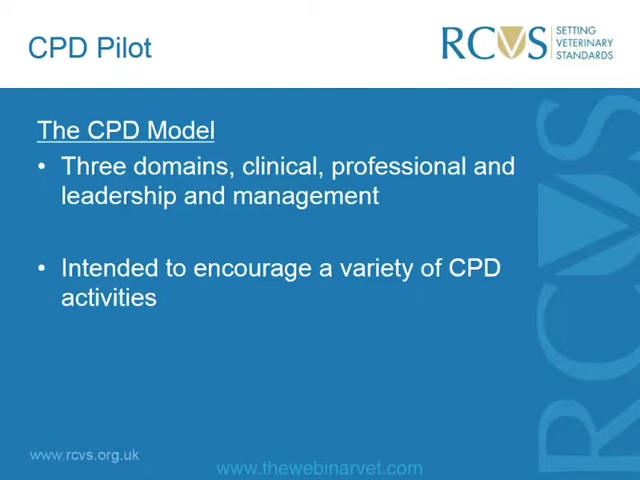 CPD Pilot
RCVS
SETTING
VETERINARY
STANDARDS
The CPD Model
• Three domains, clinical, professional and
leadership and management
• Intended to encourage a variety of CPD
activities
RCVS
www.rcvs.org.uk
www.thewebinarvet.com